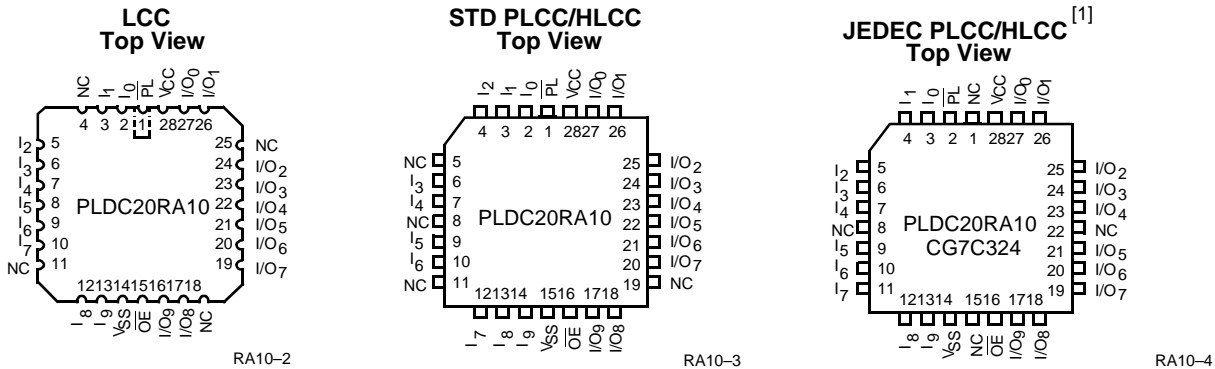 LCC
Top View
NC I1 I0 PL VCC I/O0 I/O1
4 3 2 1 28 27 26
I2 5 25 NC
I3 6 24 I/O2
I4 7 23 I/O3
I5 8 PLDC20RA10 22 I/O4
I6 9 21 I/O5
I7 10 20 I/O6
NC 11 19 I/O7
12 13 14 15 16 17 18
I8 I9 VSS OE I/O9 I/O8 NC
RA10–2
STD PLCC/HLCC
Top View
I2 I1 I0 PL VCC I/O0 I/O1
4 3 2 1 28 27 26
NC 5 25 I/O2
I3 6 24 I/O3
I4 7 23 I/O4
NC 8 PLDC20RA10 22 I/O5
I5 9 21 I/O6
I6 10 20 I/O7
NC 11 19 NC
12 13 14 15 16 17 18
I7 I8 I9 VSS OE I/O9 I/O8
RA10–3
JEDEC PLCC/HLCC [1]
Top View
I1 I0 PL NC VCC I/O0 I/O1
4 3 2 1 28 27 26
I2 5 25 I/O2
I3 6 24 I/O3
I4 7 23 I/O4
NC 8 PLDC20RA10 22 NC
I5 9 CG7C324 21 I/O5
I6 10 20 I/O6
I7 11 19 I/O7
12 13 14 15 16 17 18
I8 I9 VSS NC OE I/O9 I/O8
RA10–4